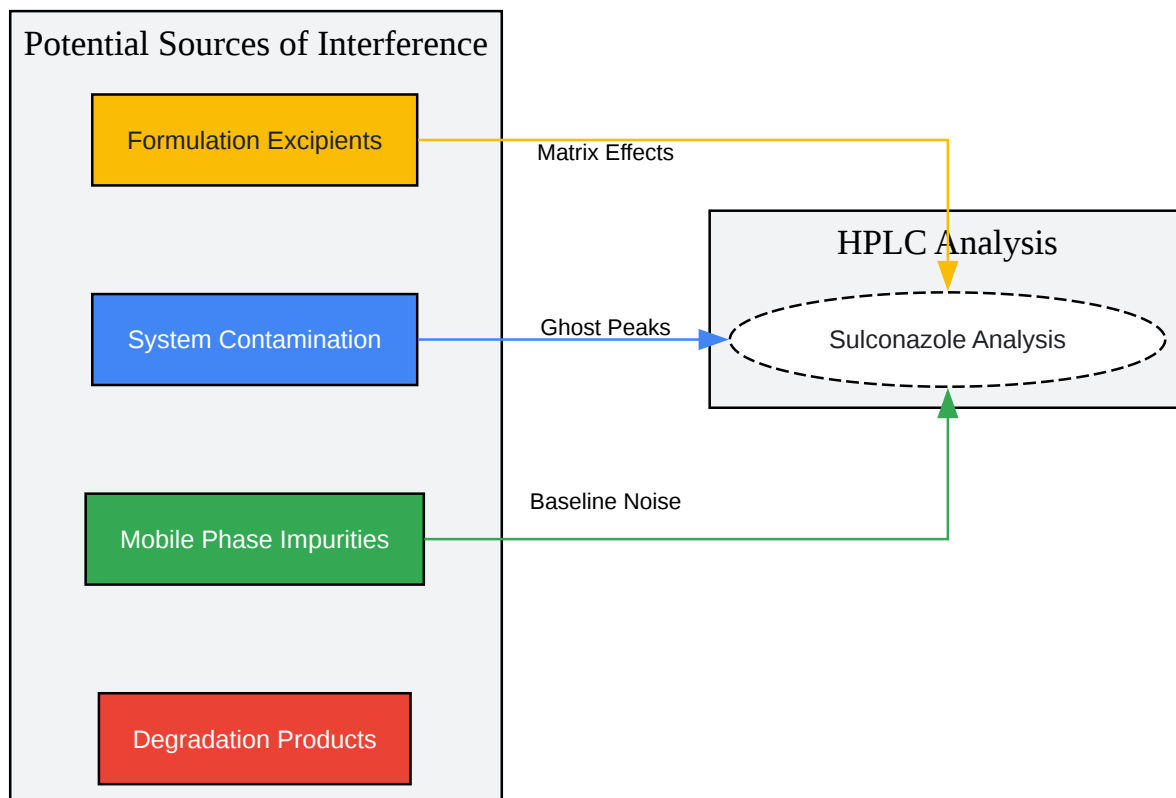 Potential Sources of Interference
Formulation Excipients
Matrix Effects
HPLC Analysis
System Contamination
Ghost Peaks
Sulconazole Analysis
Baseline Noise
Mobile Phase Impurities
Degradation Products